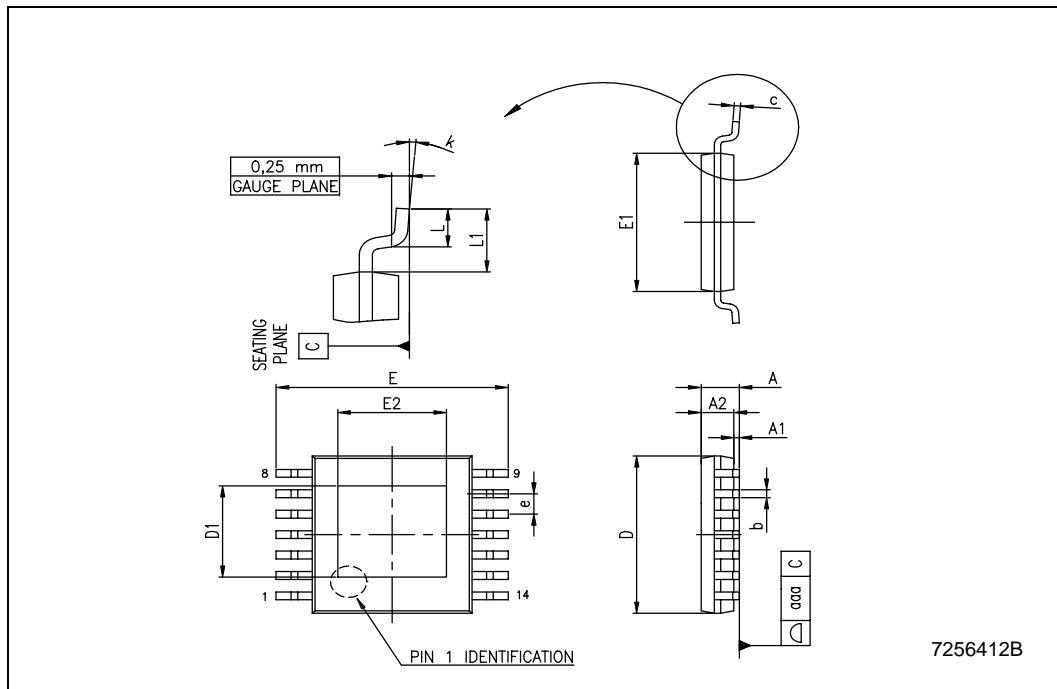 c
k
0,25 mm
GAUGE PLANE
L
L1
E1
SEATING
PLANE
C
E
E2
A
A2
A1
8
9
e
D1
D
b
1
14
aaa C
PIN 1 IDENTIFICATION
7256412B